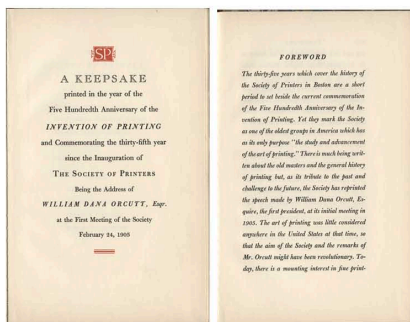 SP
A KEEPSAKE
printed in the year of the
Five Hundredth Anniversary of the
INVENTION OF PRINTING
and Commemorating the thirty-fifth year
since the Inauguration of
THE SOCIETY OF PRINTERS
Being the Address of
WILLIAM DANA ORCUTT, Esqr.
at the First Meeting of the Society
February 24, 1905
FOREWORD
The thirty-five years which cover the history of
the Society of Printers in Boston are a short
period to set beside the current commemoration
of the Five Hundredth Anniversary of the In-
vention of Printing. Yet they mark the Society
as one of the oldest groups in America which has
as its only purpose "the study and advancement
of the art of printing." There is much being writ-
ten about the old masters and the general history
of printing but, as its tribute to the past and
challenge to the future, the Society has reprinted
the speech made by William Dana Orcutt, Es-
quire, the first president, at its initial meeting in
1905. The art of printing was little considered
anywhere in the United States at that time, so
that the aim of the Society and the remarks of
Mr. Orcutt might have been revolutionary. To-
day, there is a mounting interest in fine print-